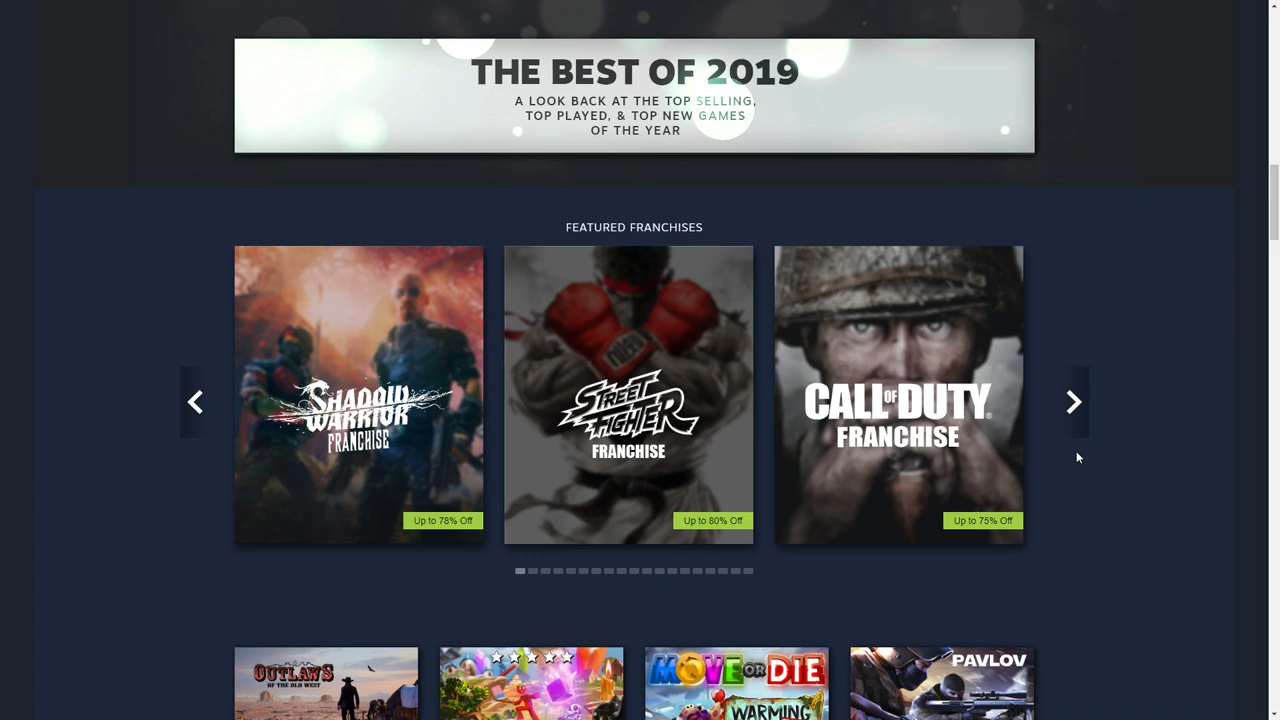 THE BEST OF 2019
A LOOK BACK AT THE TOP SELLING,
TOP PLAYED, & TOP NEW GAMES
OF THE YEAR
FEATURED FRANCHISES
SHADOW
WARRIOR
FRANCHISE
Up to 78% Off
STREET
FIGHTER
FRANCHISE
Up to 80% Off
CALL OF DUTY®
FRANCHISE
Up to 75% Off
OUTLAWS
OF THE OLD WEST
MOVE OR DIE
WARMING
PAVLOV